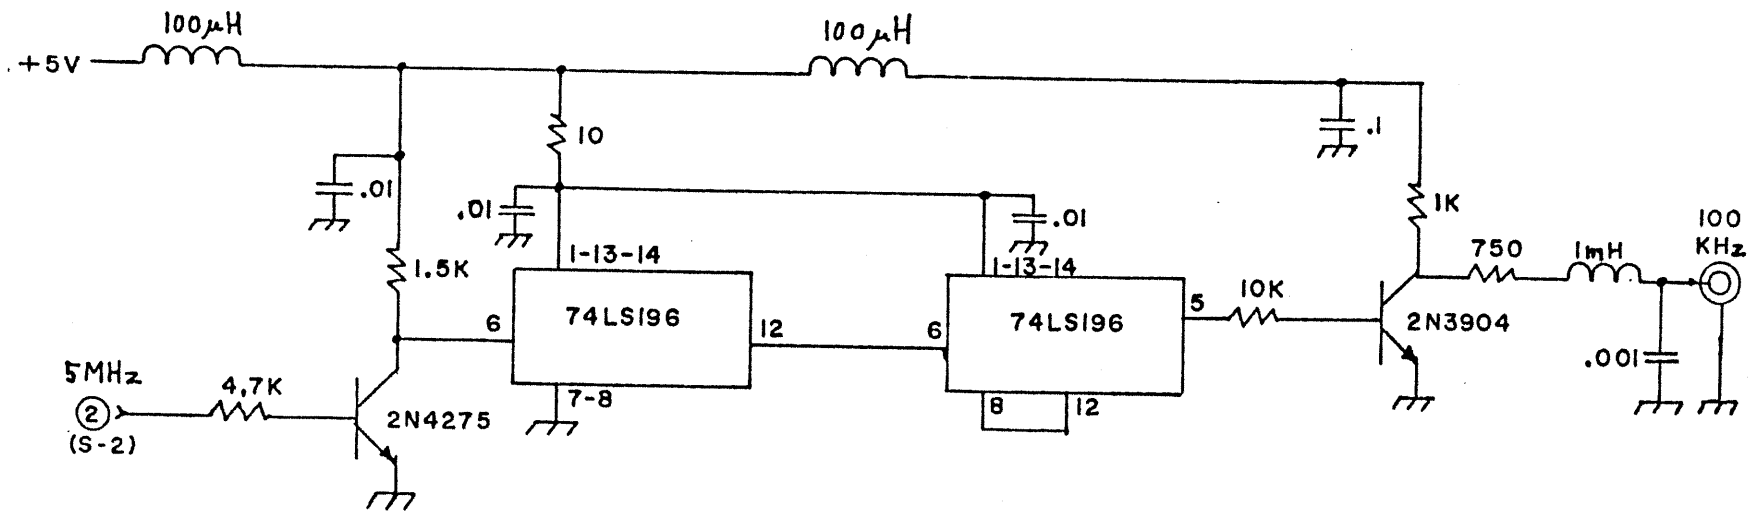 100μH
100μH
+5V
10
.1
.01
.01
.01
1K
100
KHz
1.5K
1-13-14
1-13-14
750
1mH
74LS196
6
12
74LS196
6
5
10K
2N3904
.001
5MHz
2
(S-2)
4.7K
2N4275
7-8
8
12